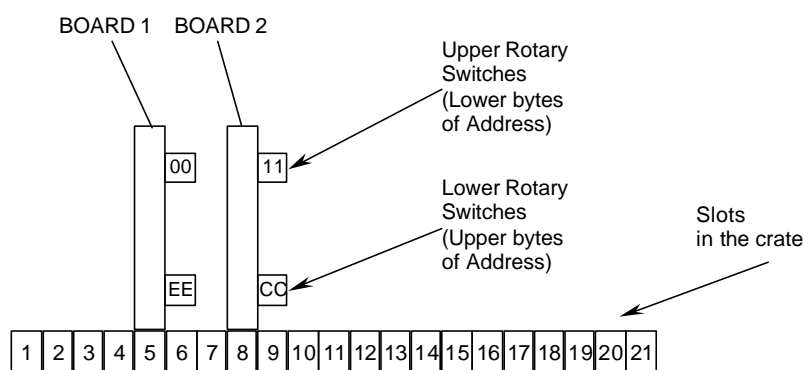 BOARD 1 BOARD 2
Upper Rotary
Switches
(Lower bytes
of Address)
00 11
Lower Rotary
Switches
(Upper bytes
of Address)
Slots
in the crate
EE CC
1 2 3 4 5 6 7 8 9 10 11 12 13 14 15 16 17 18 19 20 21